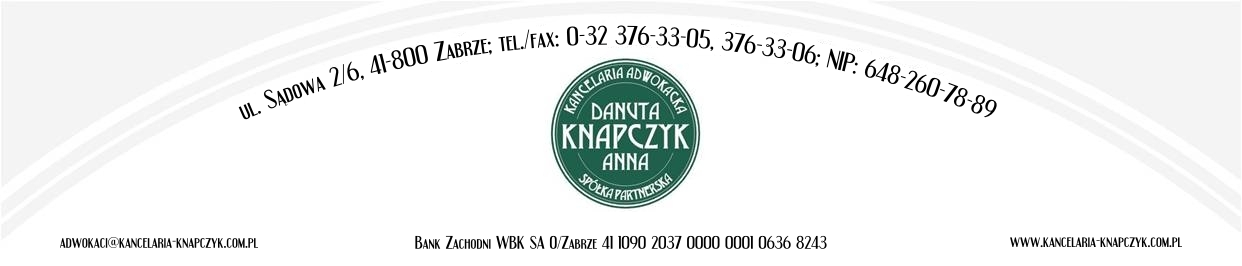 ul. Sądowa 2/6, 41-800 Zabrze; tel./fax: 0-32 376-33-05, 376-33-06; NIP: 648-260-78-89
KANCELARIA ADWOKACKA
DANUTA
KNAPCZYK
ANNA
SPÓŁKA PARTNERSKA
adwokaci@kancelaria-knapczyk.com.pl
Bank Zachodni WBK SA O/Zabrze 41 1090 2037 0000 0001 0636 8243
www.kancelaria-knapczyk.com.pl